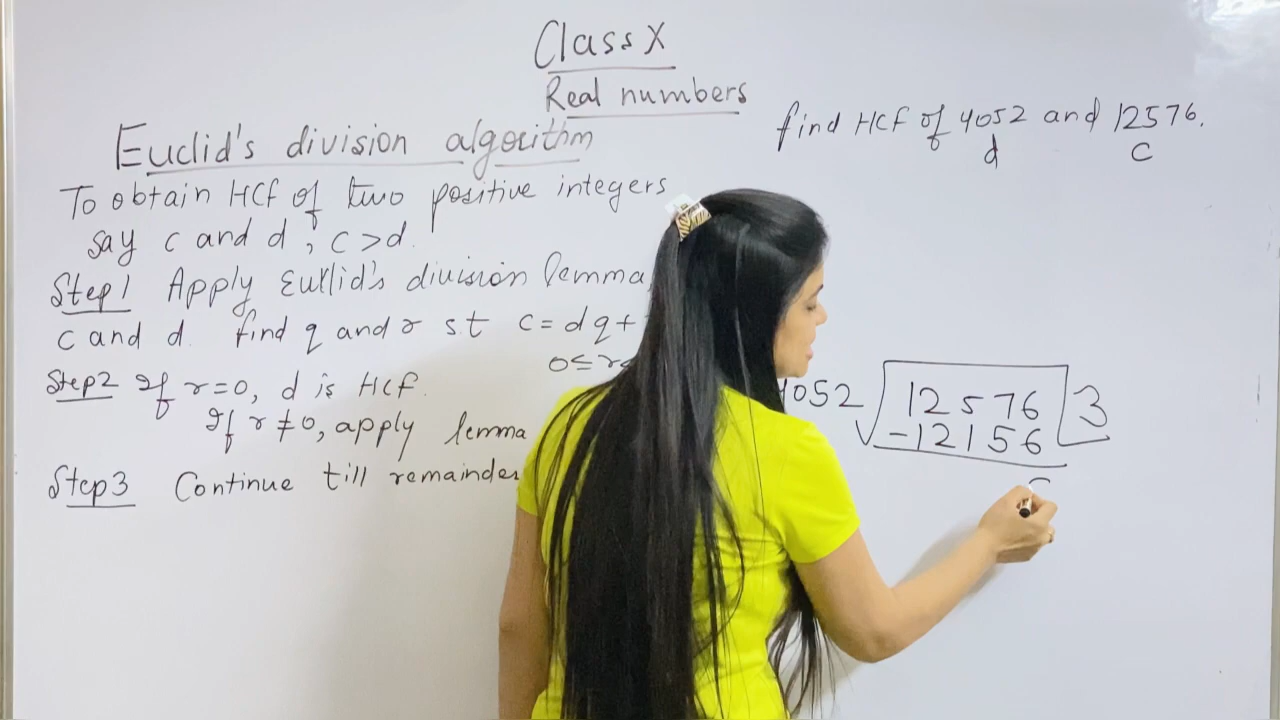 Class X
Real numbers
Euclid's division algorithm
To obtain HCF of two positive integers
say c and d, c > d.
Step1 Apply Euclid's division lemma,
c and d. find q and r st c = dq +
0 ≤ r <
Step2 If r = 0, d is HCF.
If r ≠ 0, apply lemma
Step3 Continue till remainder
find HCF of 4052 and 12576.
d c
4052 12576 3
-12156